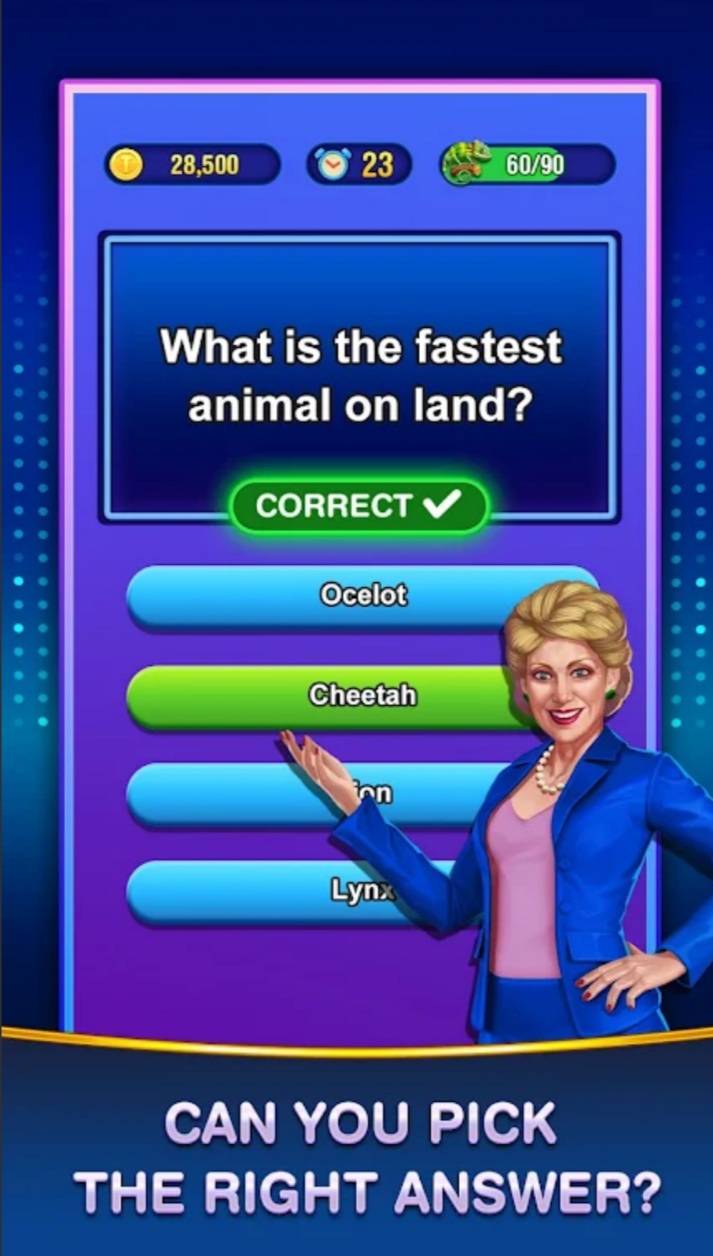 28,500
23
60/90
What is the fastest
animal on land?
CORRECT
Ocelot
Cheetah
Lynx
CAN YOU PICK
THE RIGHT ANSWER?